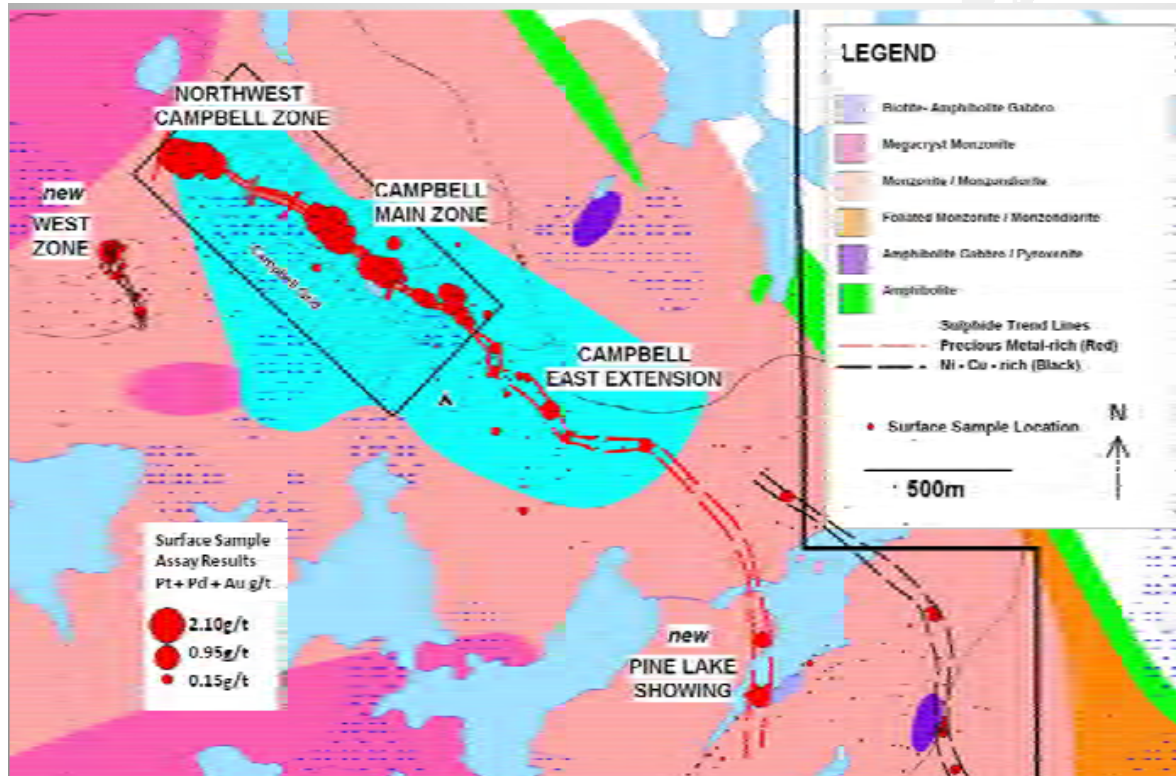 NORTHWEST
CAMPBELL ZONE
new
WEST
ZONE
CAMPBELL
MAIN ZONE
CAMPBELL
EAST EXTENSION
A
new
PINE LAKE
SHOWING
Surface Sample
Assay Results
Pt + Pd + Au g/t
2.10g/t
0.95g/t
0.15g/t
LEGEND
Biotite- Amphibolite Gabbro
Megacryst Monzonite
Monzonite / Monzondiorite
Foliated Monzonite / Monzondiorite
Amphibolite Gabbro / Pyroxenite
Amphibolite
Sulphide Trend Lines
Precious Metal-rich (Red)
Ni - Cu - rich (Black)
Surface Sample Location
500m
N